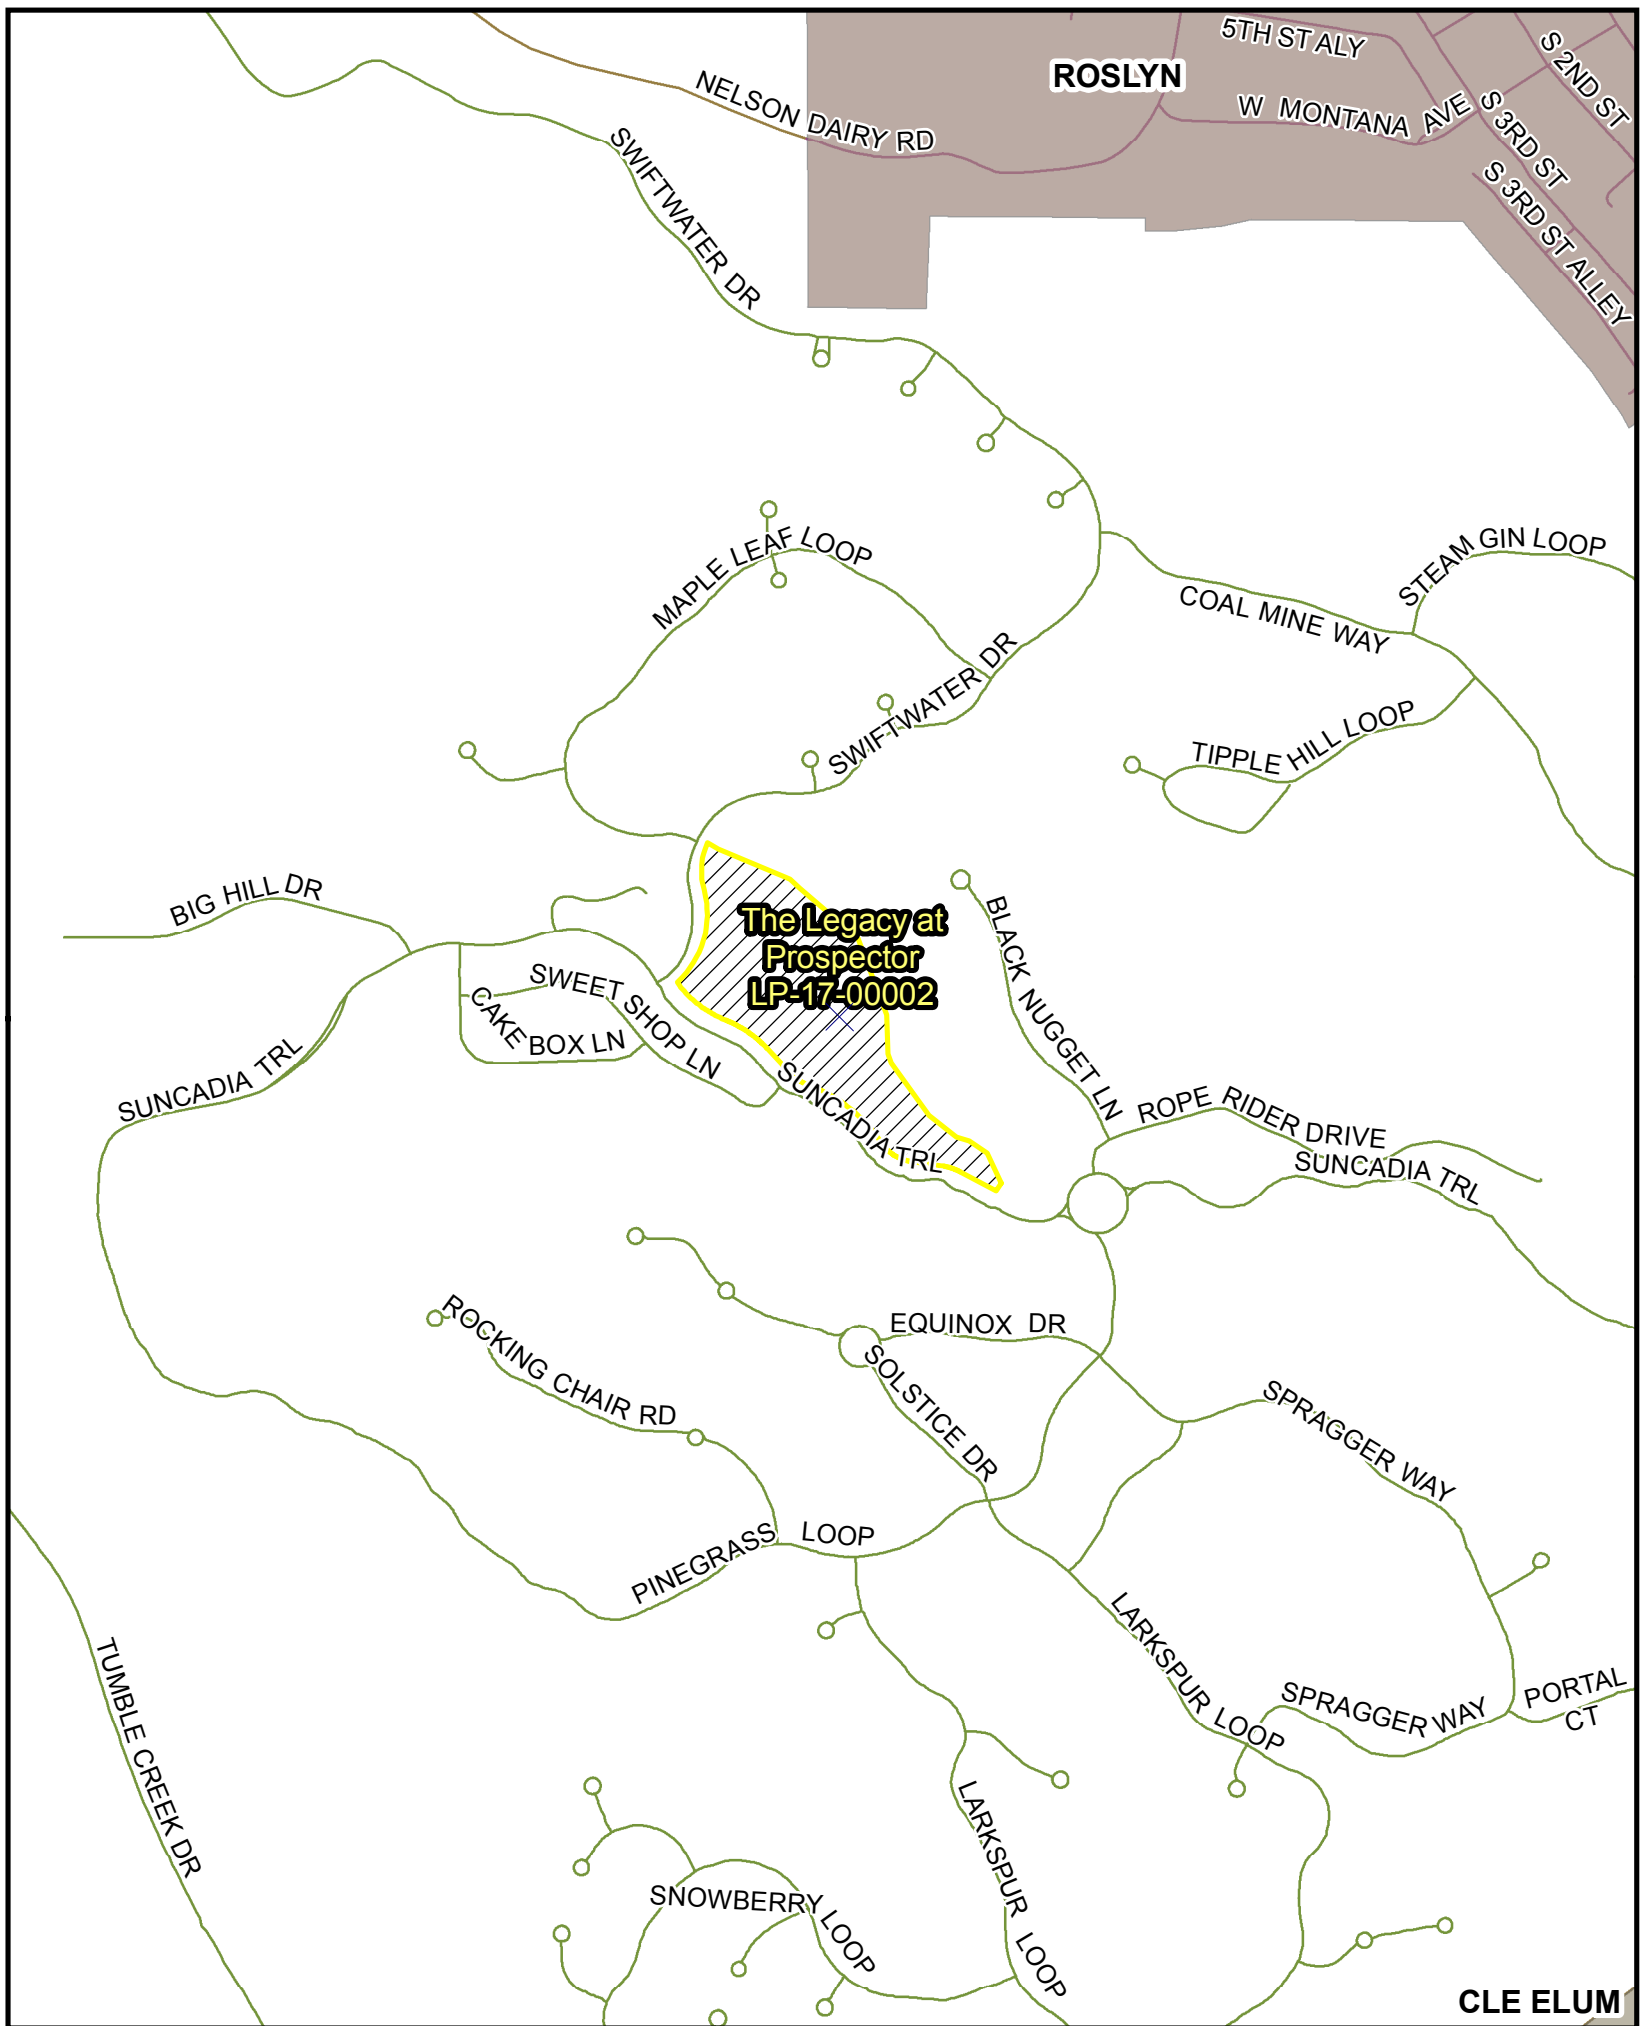 5TH ST ALY
ROSLYN
S 2ND ST
NELSON DAIRY RD
W MONTANA AVE
S 3RD ST
SWIFTWATER DR
S 3RD ST ALLEY
MAPLE LEAF LOOP
STEAM GIN LOOP
COAL MINE WAY
SWIFTWATER DR
TIPPLE HILL LOOP
BIG HILL DR
The Legacy at
Prospector
LP-17-00002
BLACK NUGGET LN
SWEET SHOP LN
CAKE BOX LN
SUNCADIA TRL
SUNCADIA TRL
ROPE RIDER DRIVE
SUNCADIA TRL
ROCKING CHAIR RD
EQUINOX DR
SOLSTICE DR
SPRAGGER WAY
PINEGRASS LOOP
LARKSPUR LOOP
TUMBLE CREEK DR
SPRAGGER WAY
PORTAL
CT
LARKSPUR LOOP
SNOWBERRY LOOP
CLE ELUM